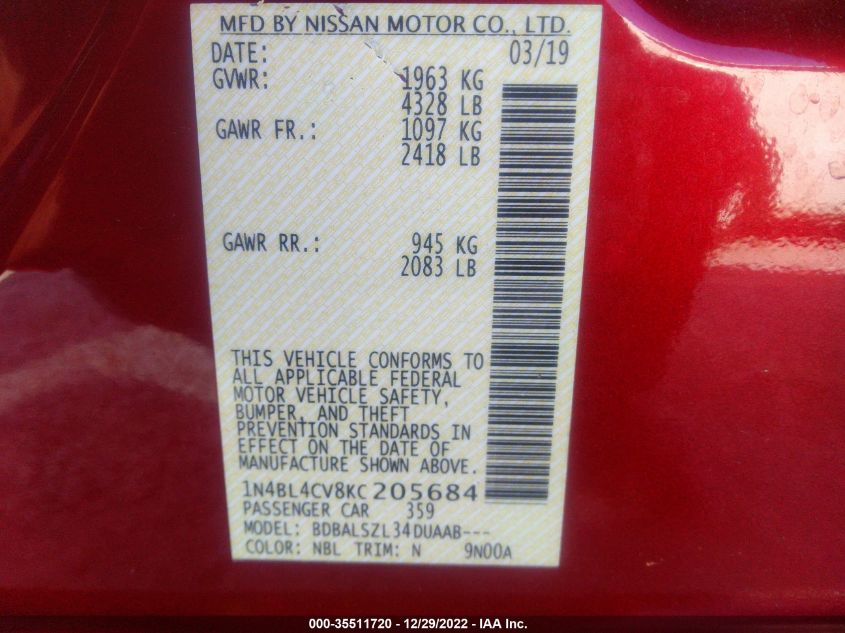 MFD BY NISSAN MOTOR CO., LTD.
DATE: 03/19
GVWR: 1963 KG
4328 LB
GAWR FR.: 1097 KG
2418 LB
GAWR RR.: 945 KG
2083 LB
THIS VEHICLE CONFORMS TO
ALL APPLICABLE FEDERAL
MOTOR VEHICLE SAFETY,
BUMPER, AND THEFT
PREVENTION STANDARDS IN
EFFECT ON THE DATE OF
MANUFACTURE SHOWN ABOVE.
1N4BL4CV8KC205684
PASSENGER CAR 359
MODEL: BDBALSZL34DUAAB---
COLOR: NBL TRIM: N 9N00A
000-35511720 - 12/29/2022 - IAA Inc.